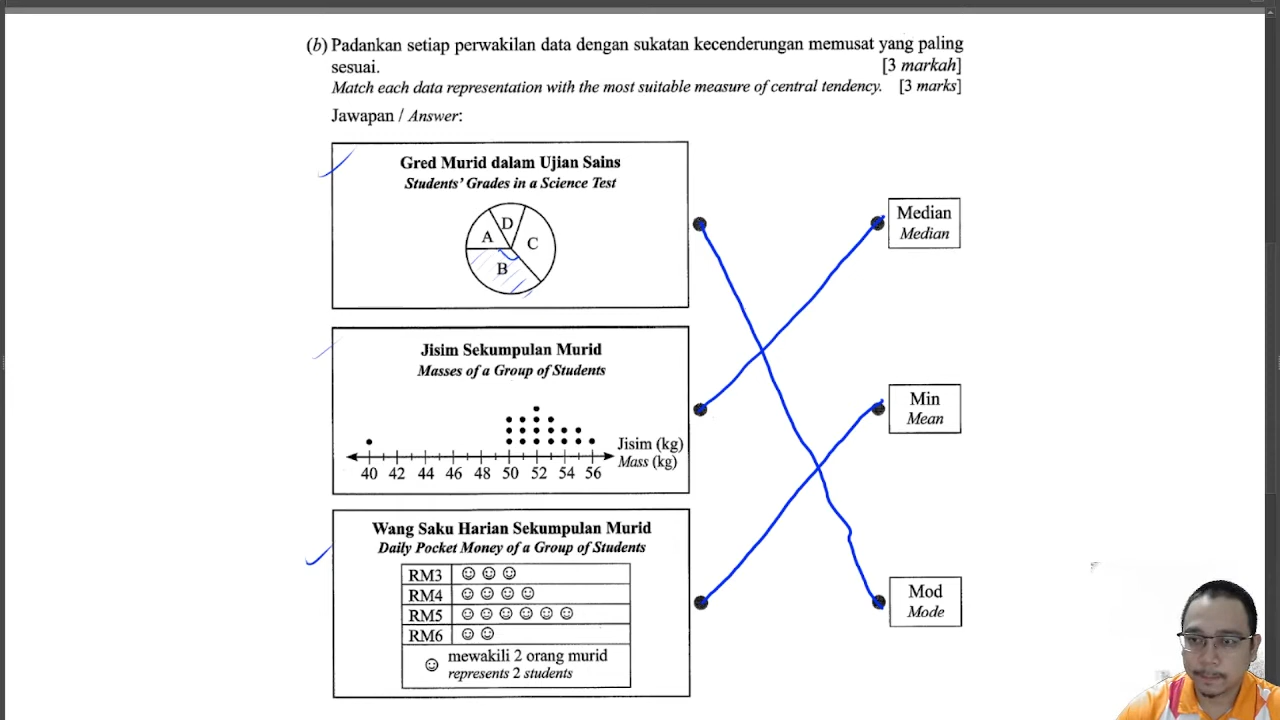 (b) Padankan setiap perwakilan data dengan sukatan kecenderungan memusat yang paling
sesuai. [3 markah]
Match each data representation with the most suitable measure of central tendency. [3 marks]
Jawapan / Answer:
Gred Murid dalam Ujian Sains
Students' Grades in a Science Test
D
A
C
B
Median
Median
Jisim Sekumpulan Murid
Masses of a Group of Students
Jisim (kg)
Mass (kg)
40 42 44 46 48 50 52 54 56
Min
Mean
Wang Saku Harian Sekumpulan Murid
Daily Pocket Money of a Group of Students
RM3
RM4
RM5
RM6
mewakili 2 orang murid
represents 2 students
Mod
Mode